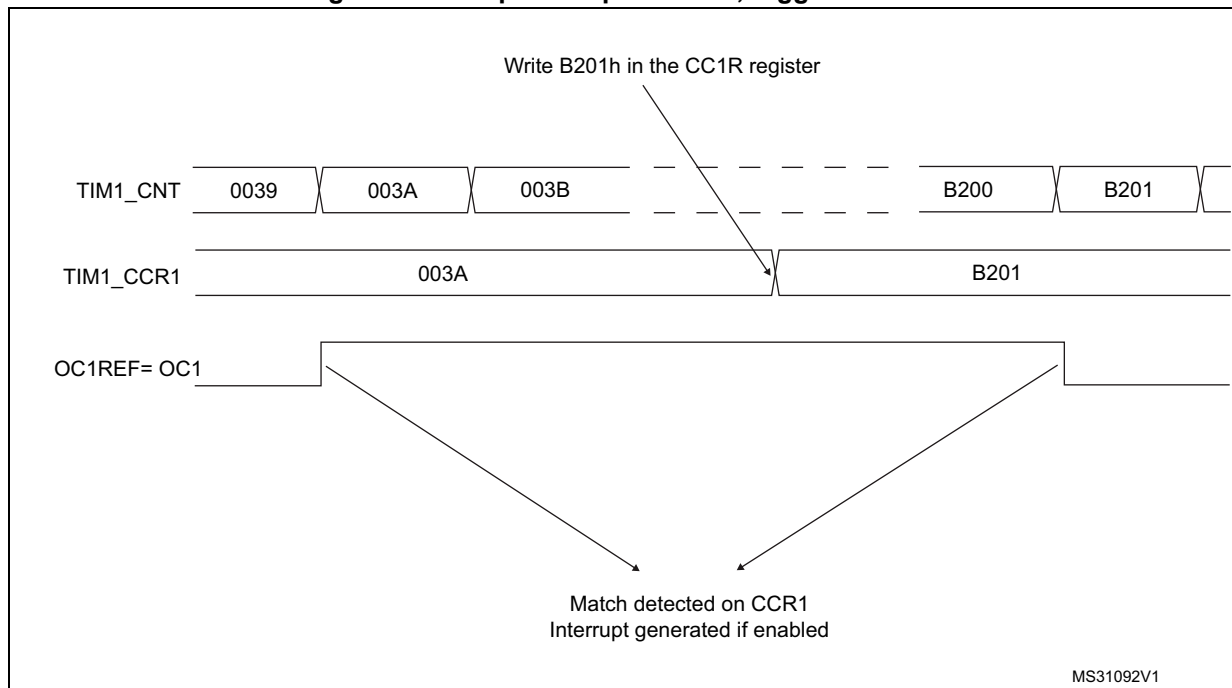 Write B201h in the CC1R register
TIM1_CNT 0039 003A 003B B200 B201
TIM1_CCR1 003A B201
OC1REF= OC1
Match detected on CCR1
Interrupt generated if enabled
MS31092V1